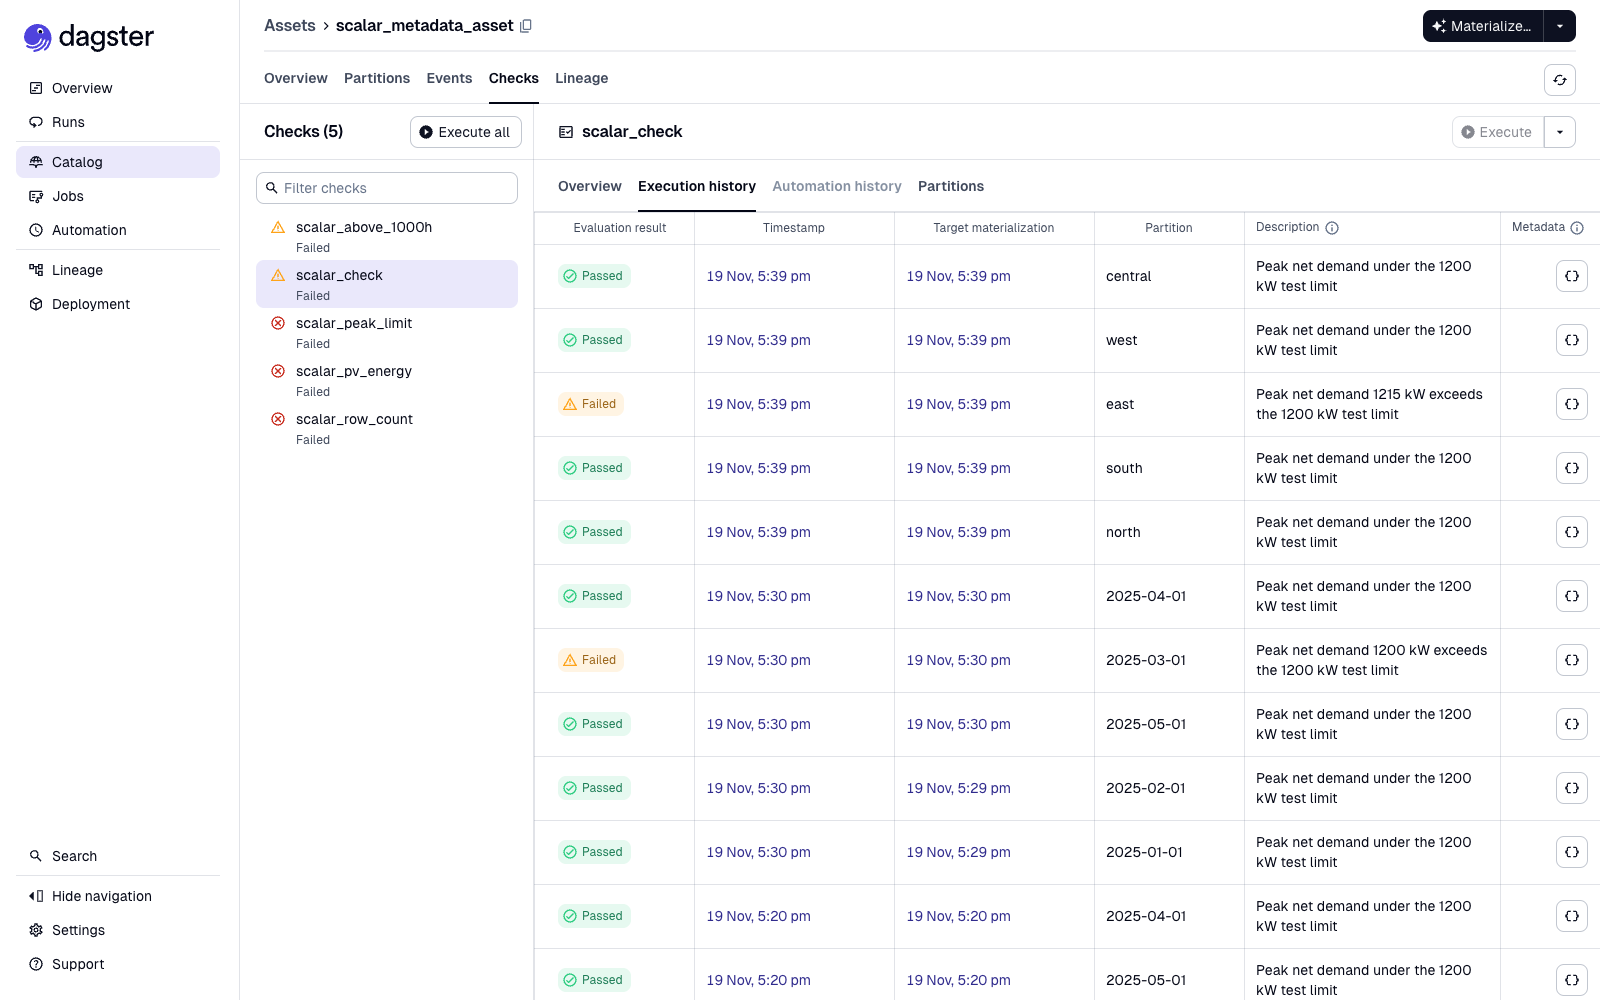 dagster
Overview
Runs
Catalog
Jobs
Automation
Lineage
Deployment
Search
Hide navigation
Settings
Support
Assets › scalar_metadata_asset
Materialize...
Overview Partitions Events Checks Lineage
Checks (5)
Execute all
Filter checks
scalar_above_1000h
Failed
scalar_check
Failed
scalar_peak_limit
Failed
scalar_pv_energy
Failed
scalar_row_count
Failed
scalar_check
Execute
Overview Execution history Automation history Partitions
Evaluation result Timestamp Target materialization Partition Description Metadata
Passed 19 Nov, 5:39 pm 19 Nov, 5:39 pm central Peak net demand under the 1200
kW test limit
Passed 19 Nov, 5:39 pm 19 Nov, 5:39 pm west Peak net demand under the 1200
kW test limit
Failed 19 Nov, 5:39 pm 19 Nov, 5:39 pm east Peak net demand 1215 kW exceeds
the 1200 kW test limit
Passed 19 Nov, 5:39 pm 19 Nov, 5:39 pm south Peak net demand under the 1200
kW test limit
Passed 19 Nov, 5:39 pm 19 Nov, 5:39 pm north Peak net demand under the 1200
kW test limit
Passed 19 Nov, 5:30 pm 19 Nov, 5:30 pm 2025-04-01 Peak net demand under the 1200
kW test limit
Failed 19 Nov, 5:30 pm 19 Nov, 5:30 pm 2025-03-01 Peak net demand 1200 kW exceeds
the 1200 kW test limit
Passed 19 Nov, 5:30 pm 19 Nov, 5:30 pm 2025-05-01 Peak net demand under the 1200
kW test limit
Passed 19 Nov, 5:30 pm 19 Nov, 5:29 pm 2025-02-01 Peak net demand under the 1200
kW test limit
Passed 19 Nov, 5:30 pm 19 Nov, 5:29 pm 2025-01-01 Peak net demand under the 1200
kW test limit
Passed 19 Nov, 5:20 pm 19 Nov, 5:20 pm 2025-04-01 Peak net demand under the 1200
kW test limit
Passed 19 Nov, 5:20 pm 19 Nov, 5:20 pm 2025-05-01 Peak net demand under the 1200
kW test limit